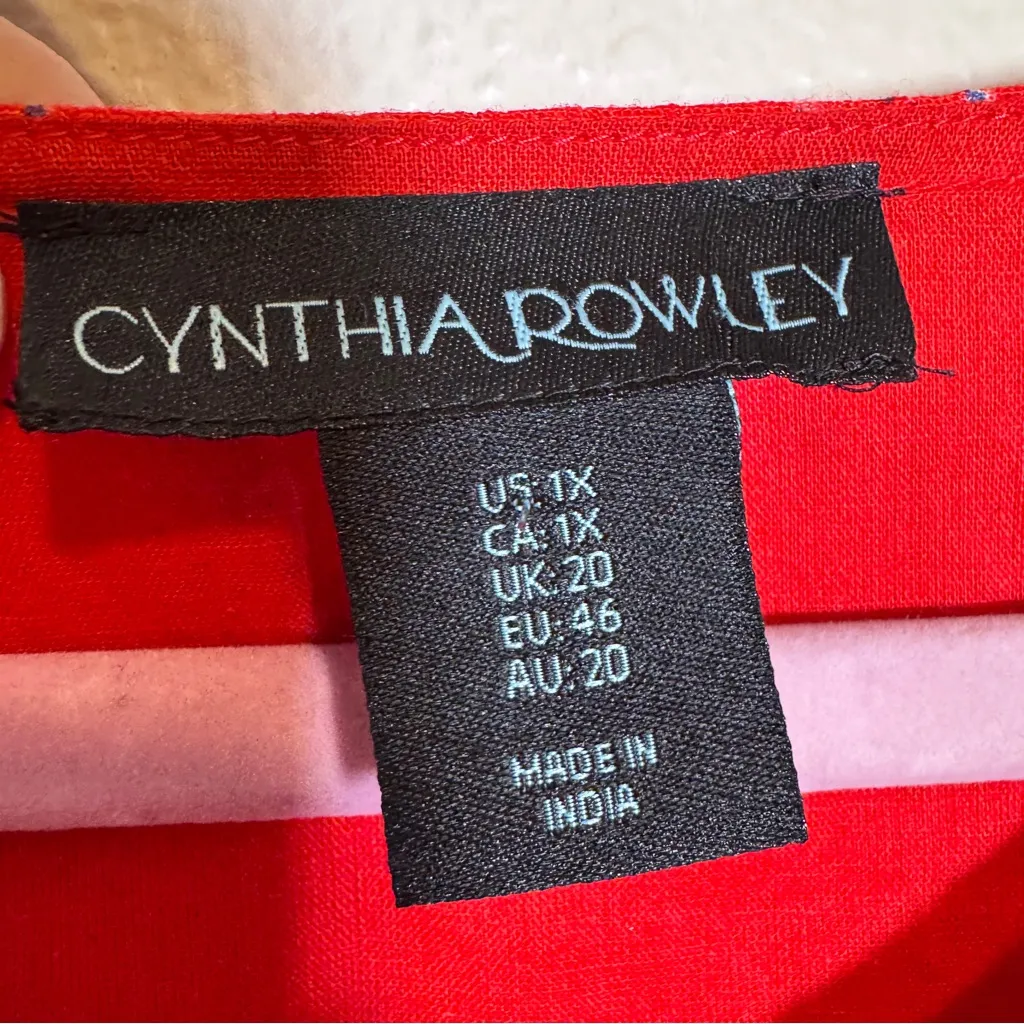 CYNTHIA ROWLEY
US: 1X
CA: 1X
UK: 20
EU: 46
AU: 20
MADE IN
INDIA